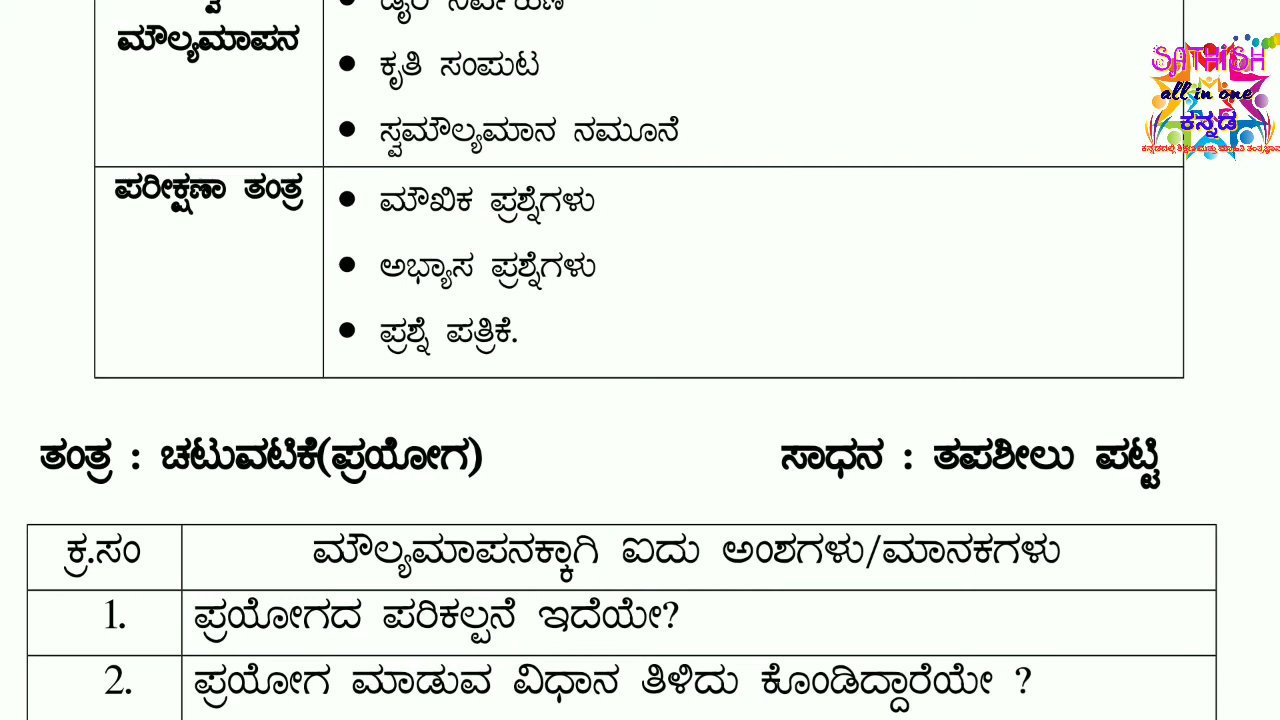 ಮೌಲ್ಯಮಾಪನ
• ಕೃತಿ ಸಂಪುಟ
• ಸ್ವಮೌಲ್ಯಮಾನ ನಮೂನೆ
ಪರೀಕ್ಷಣಾ ತಂತ್ರ
• ಮೌಖಿಕ ಪ್ರಶ್ನೆಗಳು
• ಅಭ್ಯಾಸ ಪ್ರಶ್ನೆಗಳು
• ಪ್ರಶ್ನೆ ಪತ್ರಿಕೆ.
SATHISH
all in one
ಕನ್ನಡ
ತಂತ್ರ : ಚಟುವಟಿಕೆ(ಪ್ರಯೋಗ) ಸಾಧನ : ತಪಶೀಲು ಪಟ್ಟಿ
ಕ್ರ.ಸಂ ಮೌಲ್ಯಮಾಪನಕ್ಕಾಗಿ ಐದು ಅಂಶಗಳು/ಮಾನಕಗಳು
1. ಪ್ರಯೋಗದ ಪರಿಕಲ್ಪನೆ ಇದೆಯೇ?
2. ಪ್ರಯೋಗ ಮಾಡುವ ವಿಧಾನ ತಿಳಿದು ಕೊಂಡಿದ್ದಾರೆಯೇ ?